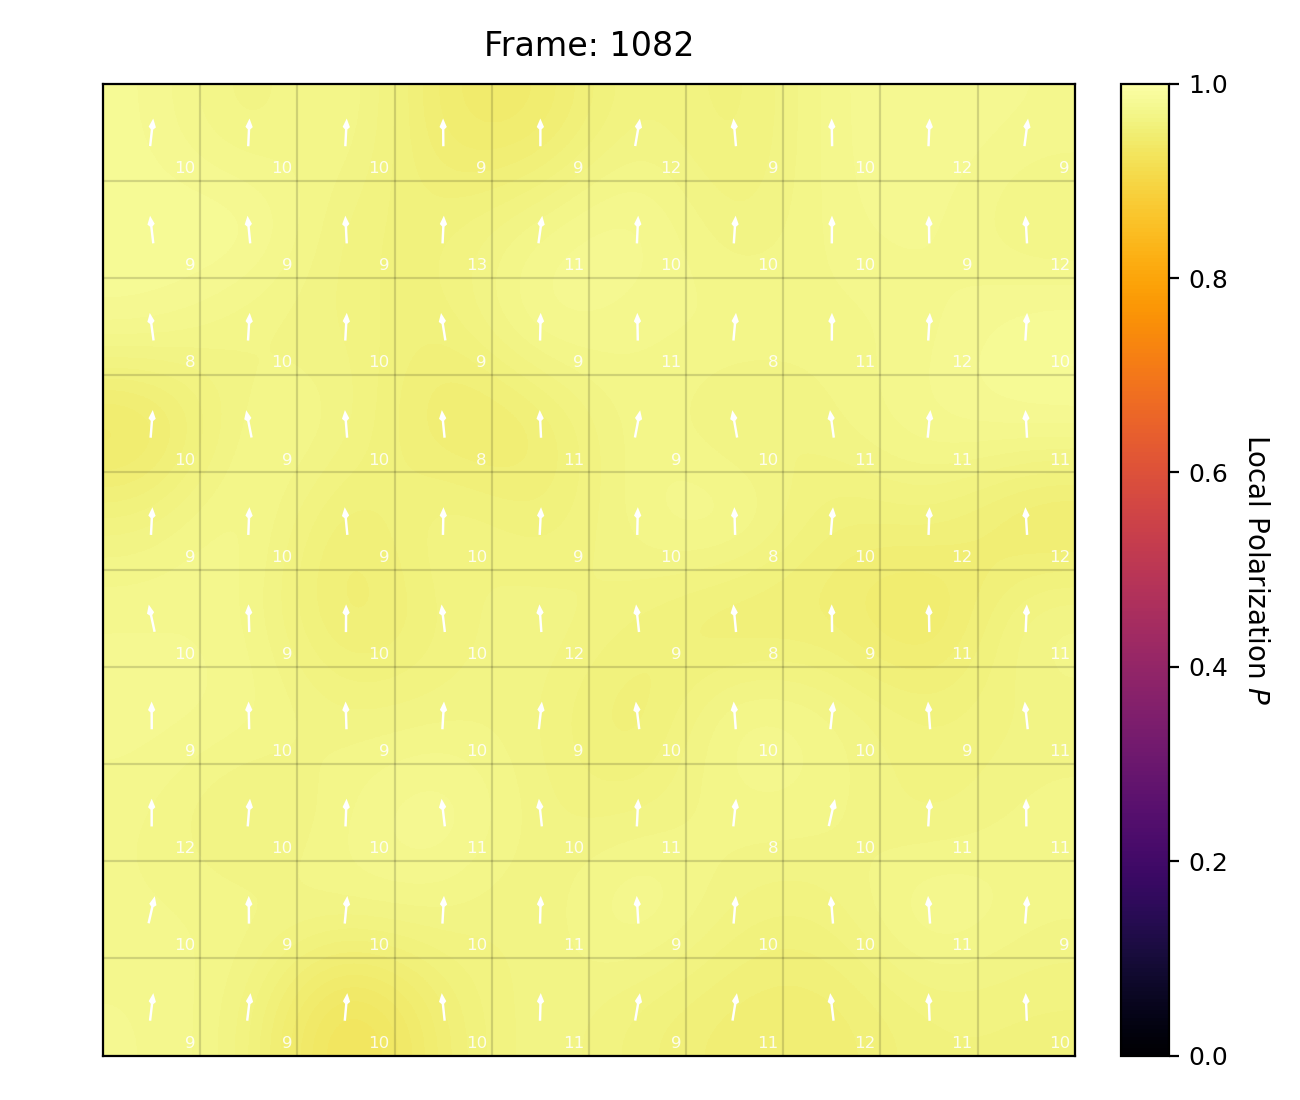 Frame: 1082
10 10 10 9 9 12 9 10 12 9
9 9 9 13 11 10 10 10 9 12
8 10 10 9 9 11 8 11 12 10
10 9 10 8 11 9 10 11 11 11
9 10 9 10 9 10 8 10 12 12
10 9 10 10 12 9 8 9 11 11
9 10 9 10 9 10 10 10 9 11
12 10 10 11 10 11 8 10 11 11
10 9 10 10 11 9 10 10 11 9
9 9 10 10 11 9 11 12 11 10
1.0
0.8
0.6
0.4
0.2
0.0
Local Polarization P